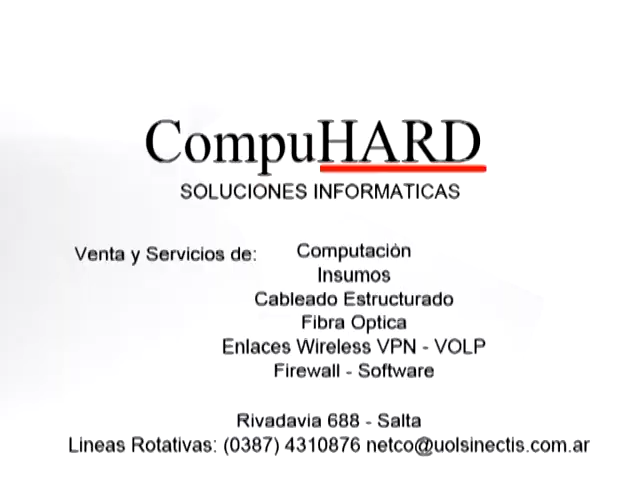 CompuHARD
SOLUCIONES INFORMATICAS
Venta y Servicios de: Computación
Insumos
Cableado Estructurado
Fibra Optica
Enlaces Wireless VPN - VOLP
Firewall - Software
Rivadavia 688 - Salta
Lineas Rotativas: (0387) 4310876 netco@uolsinectis.com.ar